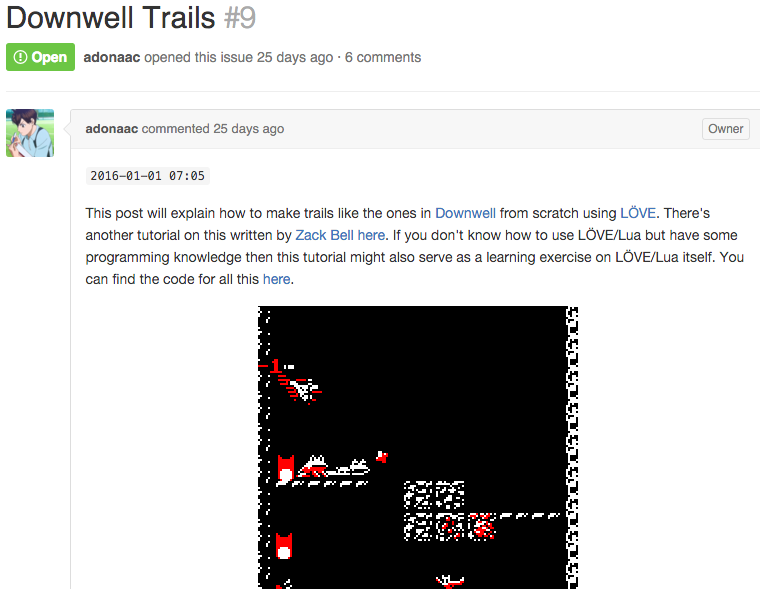 Downwell Trails #9
Open adonaac opened this issue 25 days ago · 6 comments
adonaac commented 25 days ago Owner
2016-01-01 07:05
This post will explain how to make trails like the ones in Downwell from scratch using LÖVE. There's
another tutorial on this written by Zack Bell here. If you don't know how to use LÖVE/Lua but have some
programming knowledge then this tutorial might also serve as a learning exercise on LÖVE/Lua itself. You
can find the code for all this here.